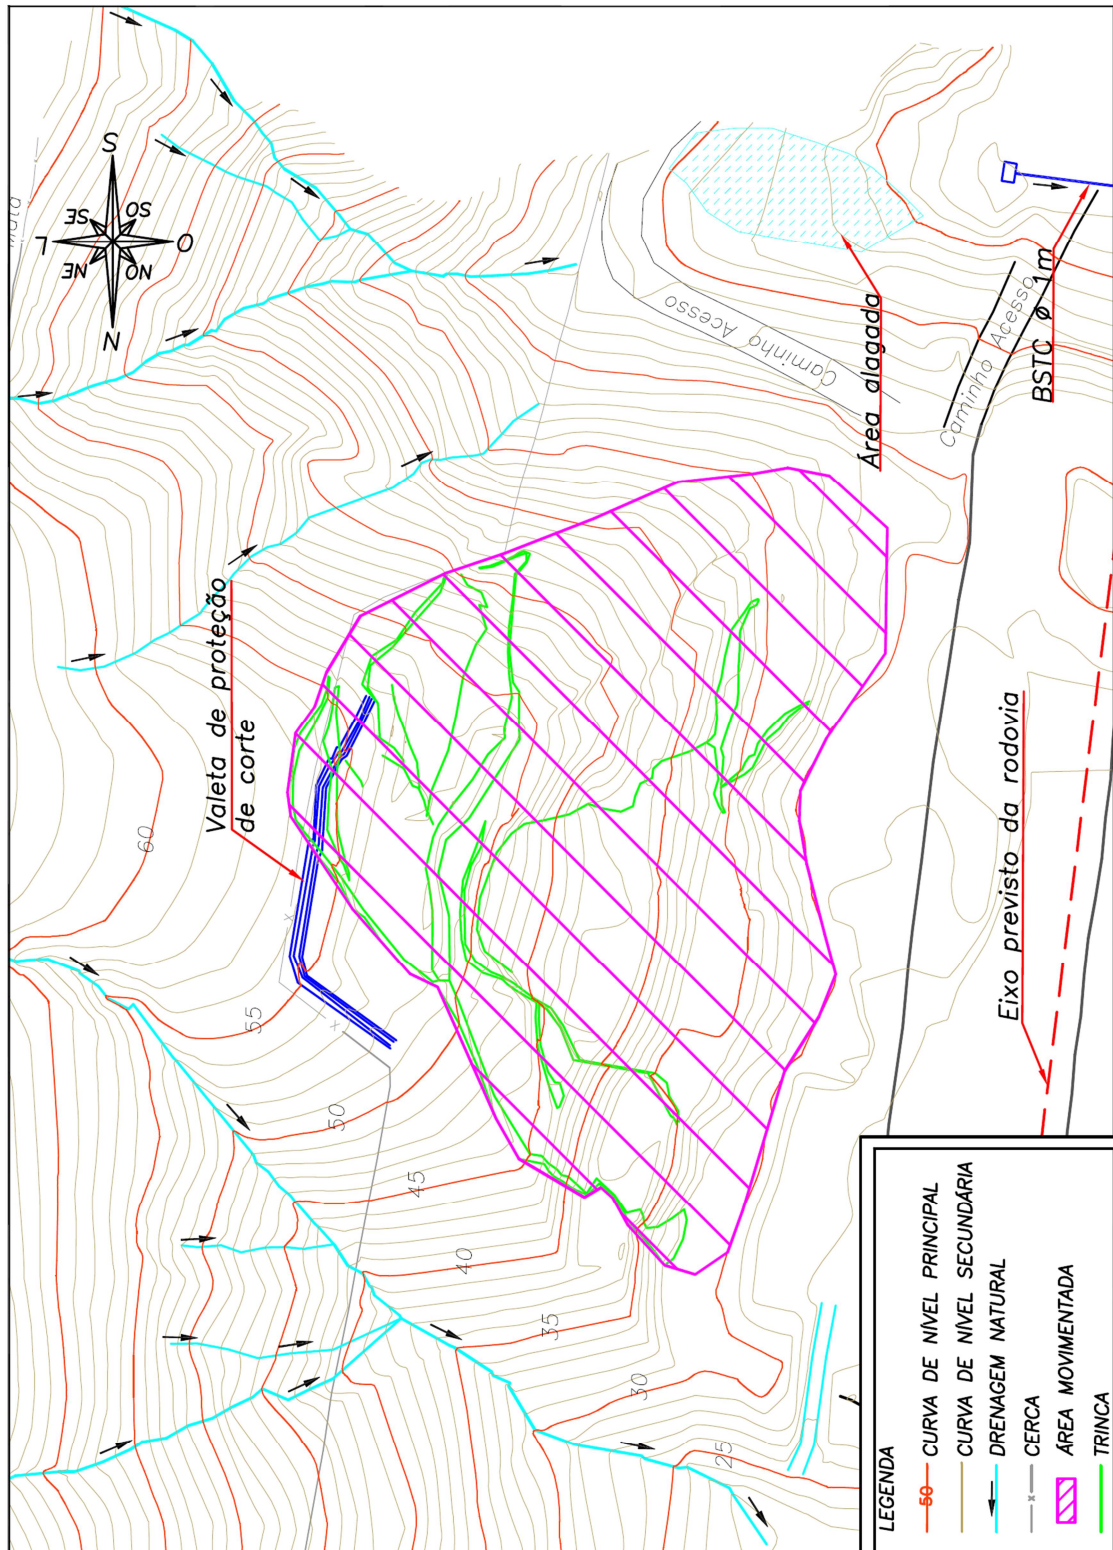 Mata
S
SE
SO
L
O
NE
NO
N
Caminho Acesso
Área alagada
Caminho Acesso
BSTC ø 1m
Valeta de proteção
de corte
60
x
55
x
50
45
40
35
30
25
Eixo previsto da rodovia
LEGENDA
50 CURVA DE NÍVEL PRINCIPAL
CURVA DE NÍVEL SECUNDÁRIA
DRENAGEM NATURAL
x CERCA
ÁREA MOVIMENTADA
TRINCA